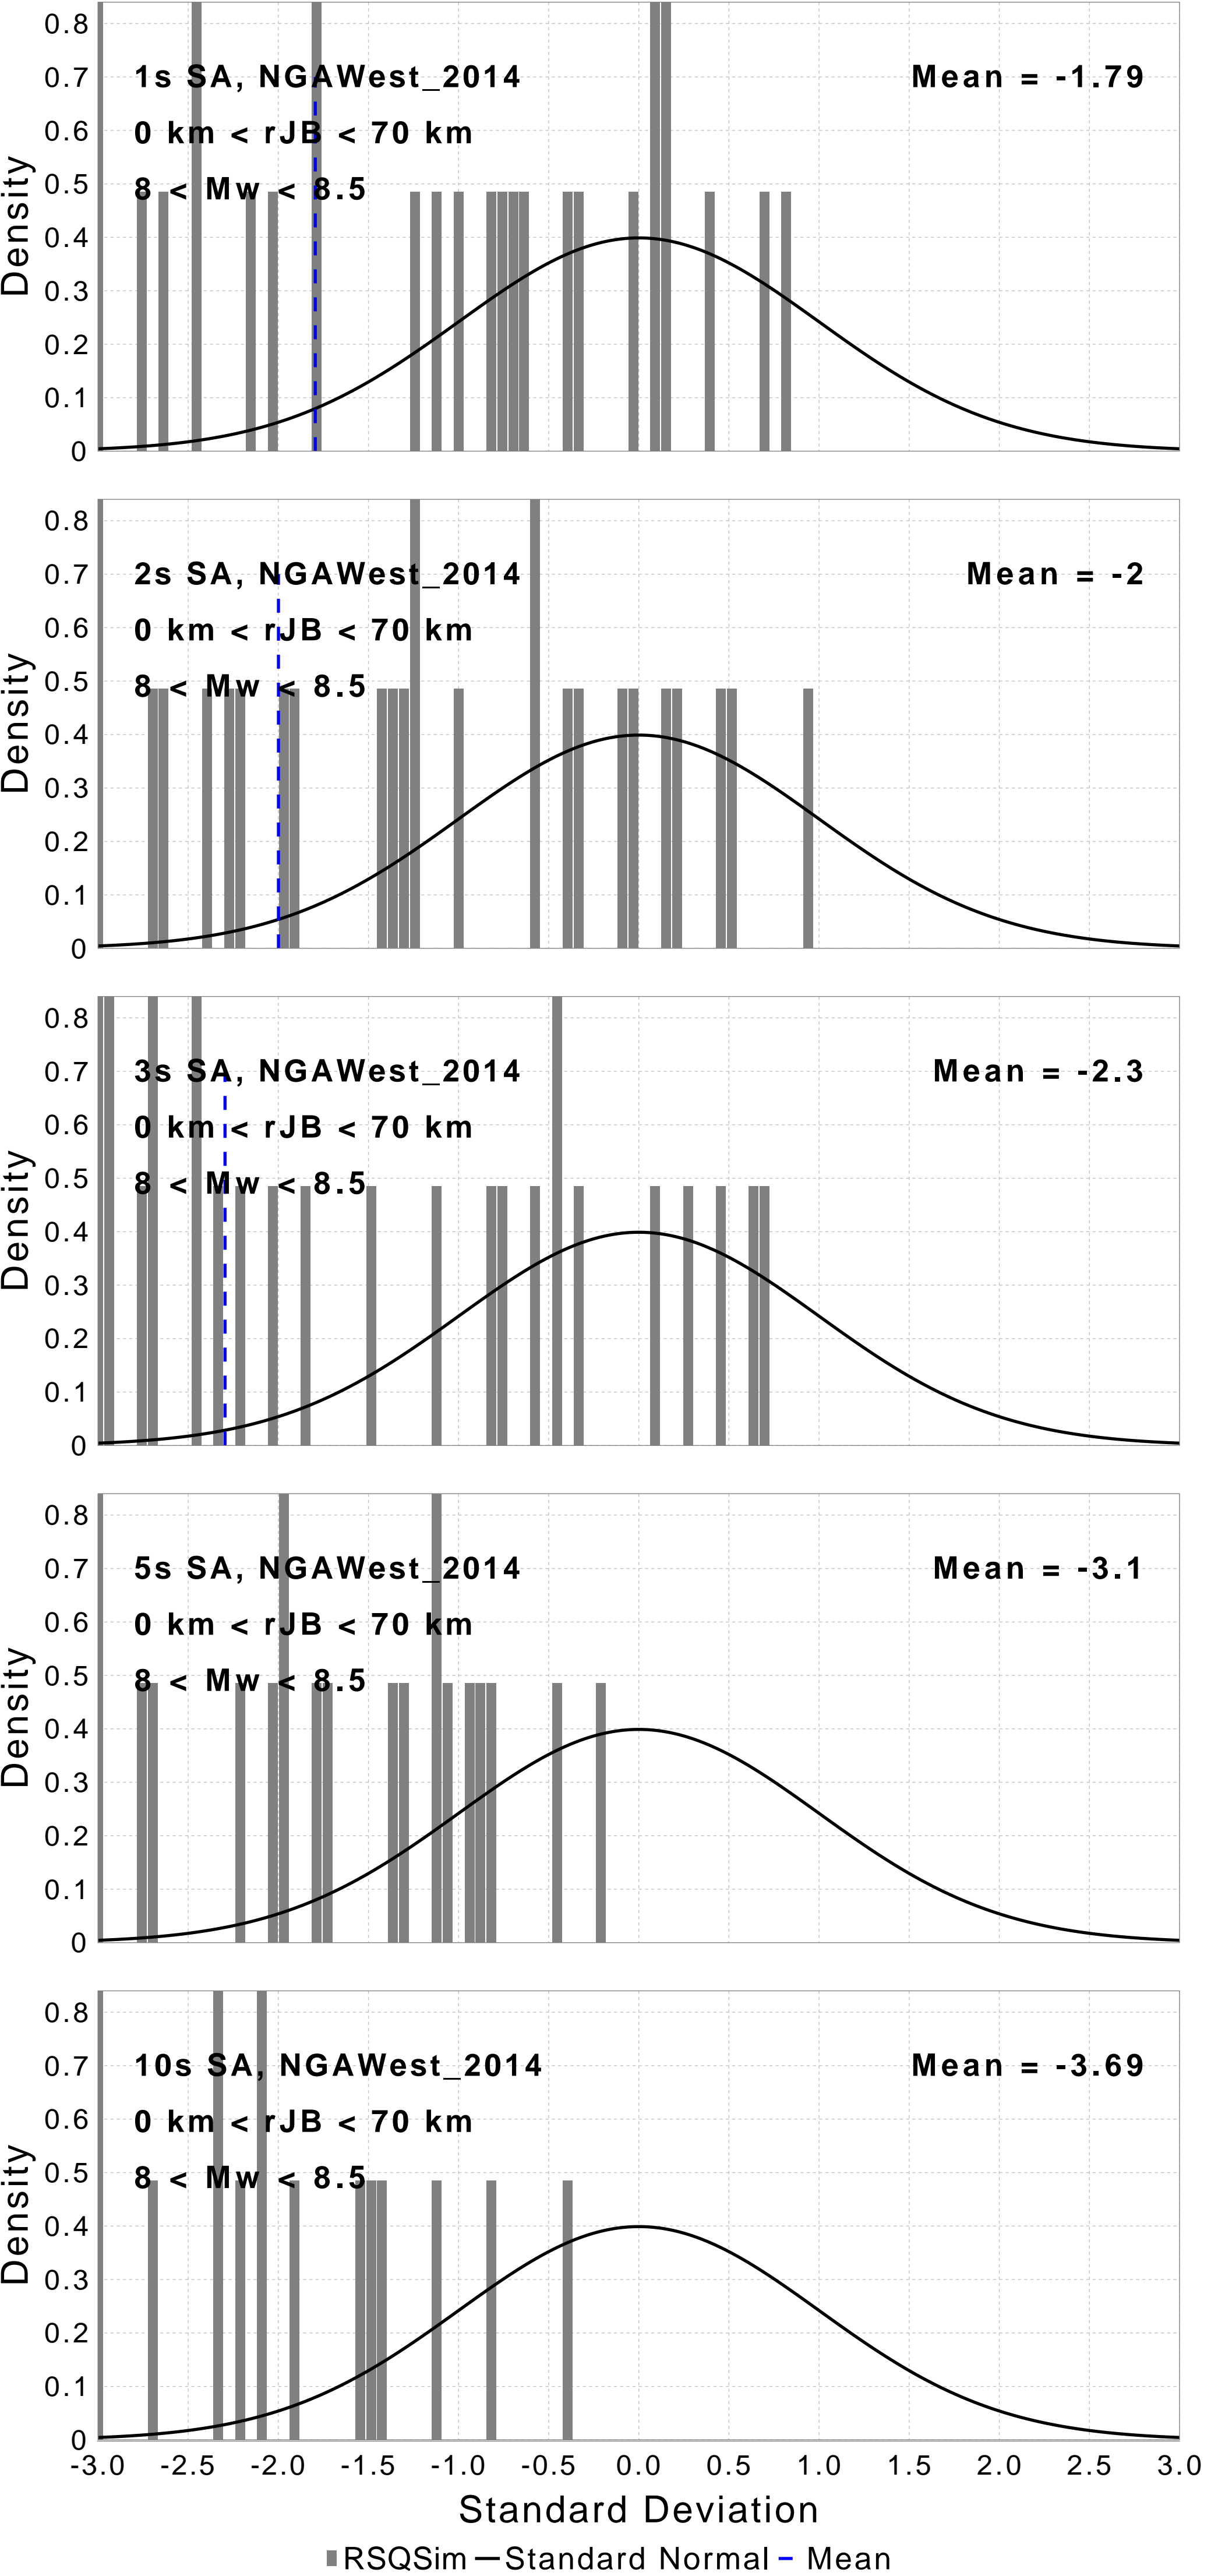 0.8
0.7
0.6
0.5
0.4
0.3
0.2
0.1
0
Density
1s SA, NGAWest_2014
Mean = -1.79
0 km < rJB < 70 km
8 < Mw < 8.5
0.8
0.7
0.6
0.5
0.4
0.3
0.2
0.1
0
Density
2s SA, NGAWest_2014
Mean = -2
0 km < rJB < 70 km
8 < Mw < 8.5
0.8
0.7
0.6
0.5
0.4
0.3
0.2
0.1
0
Density
3s SA, NGAWest_2014
Mean = -2.3
0 km < rJB < 70 km
8 < Mw < 8.5
0.8
0.7
0.6
0.5
0.4
0.3
0.2
0.1
0
Density
5s SA, NGAWest_2014
Mean = -3.1
0 km < rJB < 70 km
8 < Mw < 8.5
0.8
0.7
0.6
0.5
0.4
0.3
0.2
0.1
0
Density
10s SA, NGAWest_2014
Mean = -3.69
0 km < rJB < 70 km
8 < Mw < 8.5
-3.0 -2.5 -2.0 -1.5 -1.0 -0.5 0.0 0.5 1.0 1.5 2.0 2.5 3.0
Standard Deviation
RSQSim Standard Normal Mean